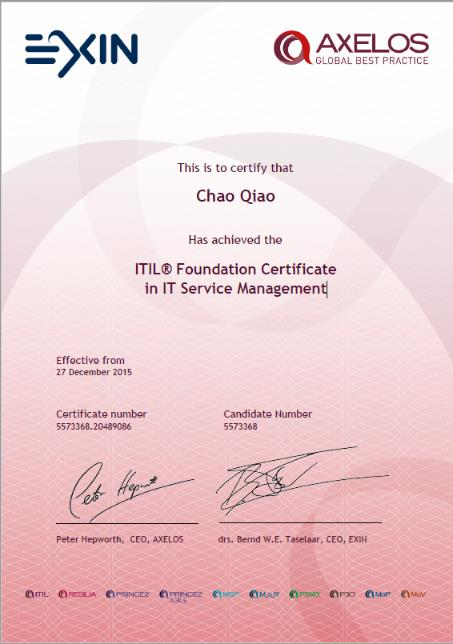 EXIN
AXELOS
GLOBAL BEST PRACTICE
This is to certify that
Chao Qiao
Has achieved the
ITIL® Foundation Certificate
in IT Service Management
Effective from
27 December 2015
Certificate number
5573368.20489086
Candidate Number
5573368
Peter Hepworth
Peter Hepworth, CEO, AXELOS
drs. Bernd W.E. Taselaar, CEO, EXIN
ITIL RESILIA PRINCE2 PRINCE2 AGILE MSP M_o_R P3M3 P3O MoP MoV